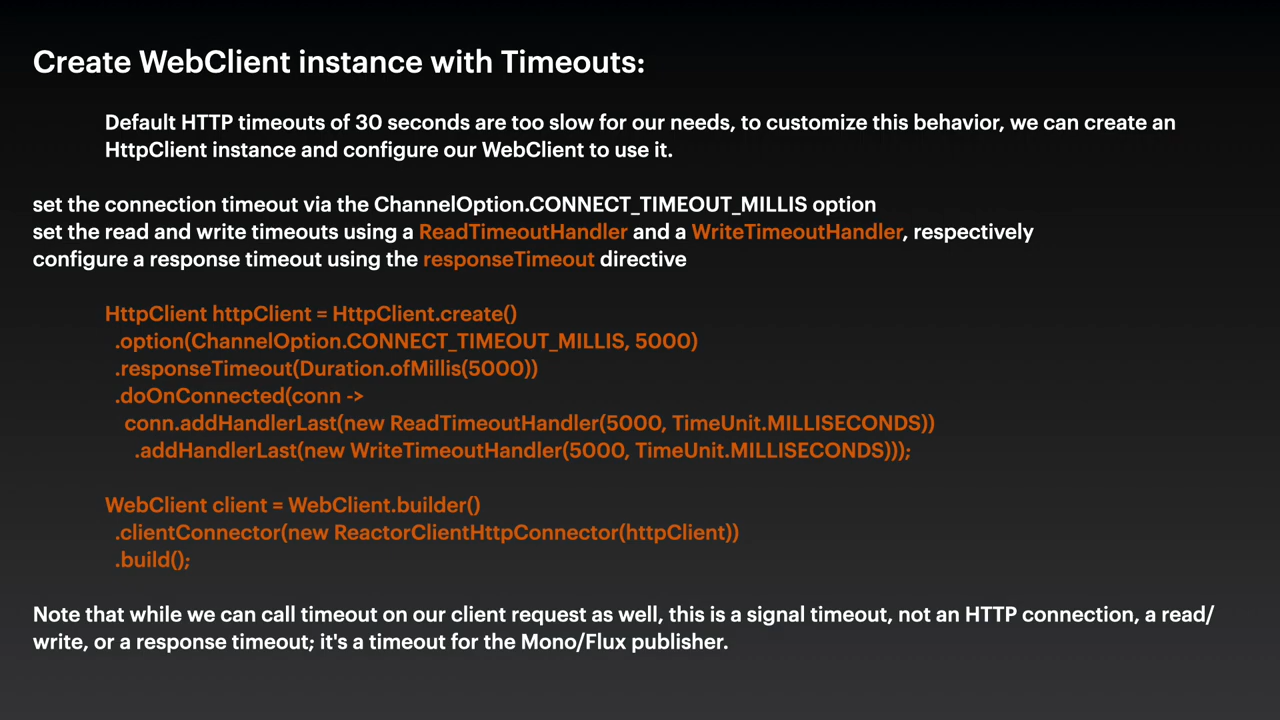 Create WebClient instance with Timeouts:
Default HTTP timeouts of 30 seconds are too slow for our needs, to customize this behavior, we can create an
HttpClient instance and configure our WebClient to use it.
set the connection timeout via the ChannelOption.CONNECT_TIMEOUT_MILLIS option
set the read and write timeouts using a ReadTimeoutHandler and a WriteTimeoutHandler, respectively
configure a response timeout using the responseTimeout directive
HttpClient httpClient = HttpClient.create()
.option(ChannelOption.CONNECT_TIMEOUT_MILLIS, 5000)
.responseTimeout(Duration.ofMillis(5000))
.doOnConnected(conn ->
conn.addHandlerLast(new ReadTimeoutHandler(5000, TimeUnit.MILLISECONDS))
.addHandlerLast(new WriteTimeoutHandler(5000, TimeUnit.MILLISECONDS)));
WebClient client = WebClient.builder()
.clientConnector(new ReactorClientHttpConnector(httpClient))
.build();
Note that while we can call timeout on our client request as well, this is a signal timeout, not an HTTP connection, a read/
write, or a response timeout; it's a timeout for the Mono/Flux publisher.